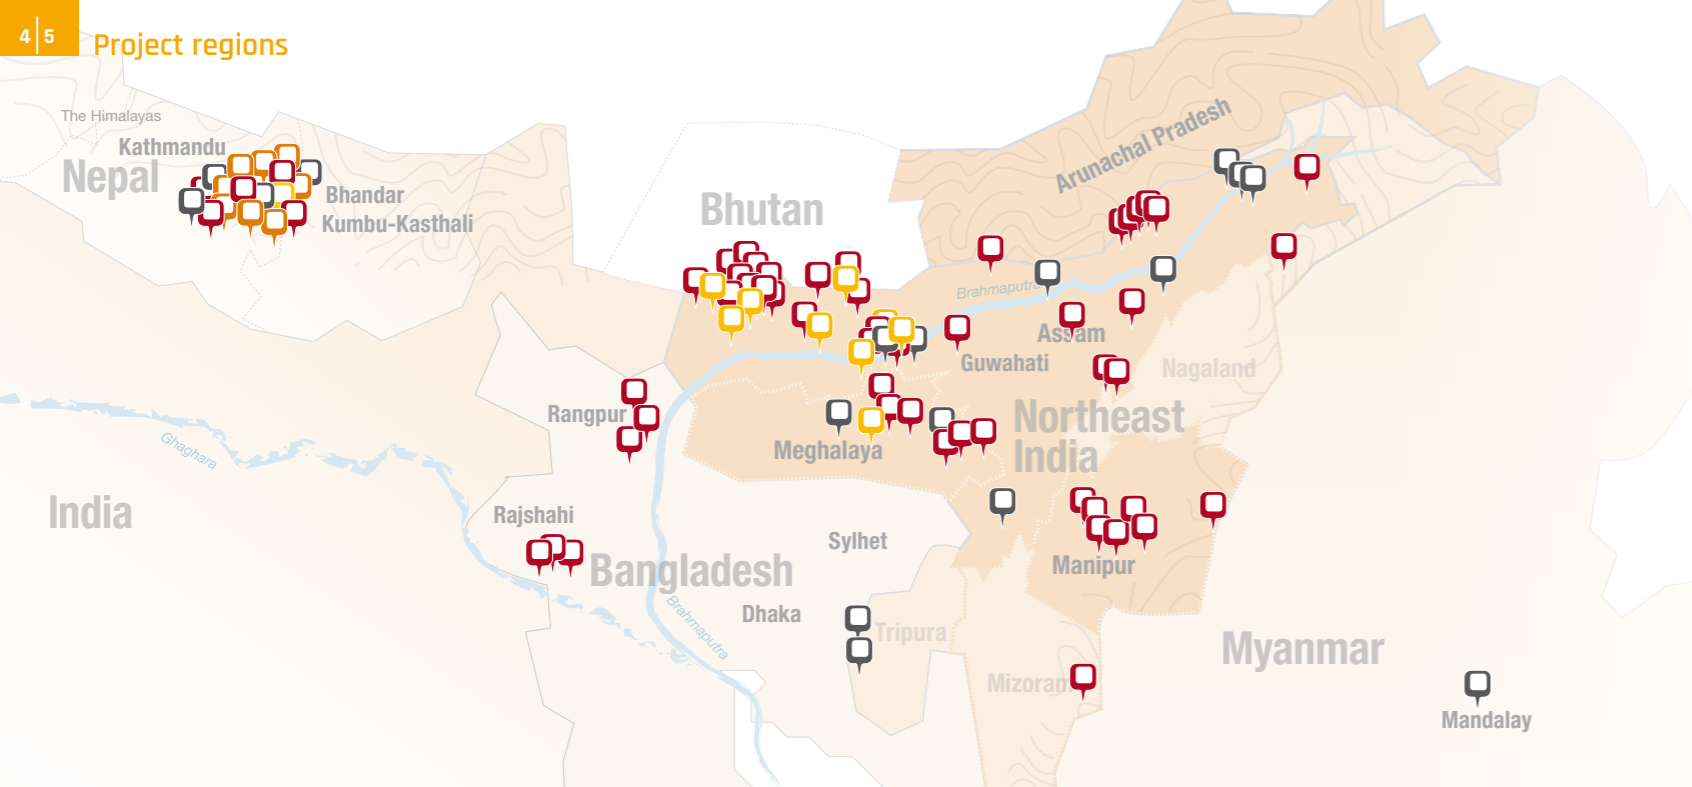 4 5
Project regions
The Himalayas
Kathmandu
Nepal
Bhandar
Kumbu-Kasthali
Bhutan
Arunachal Pradesh
Brahmaputra
Assam
Guwahati
Nagaland
Rangpur
Northeast
India
Meghalaya
Ghaghara
India
Rajshahi
Sylhet
Bangladesh
Manipur
Dhaka
Brahmaputra
Tripura
Myanmar
Mizoram
Mandalay